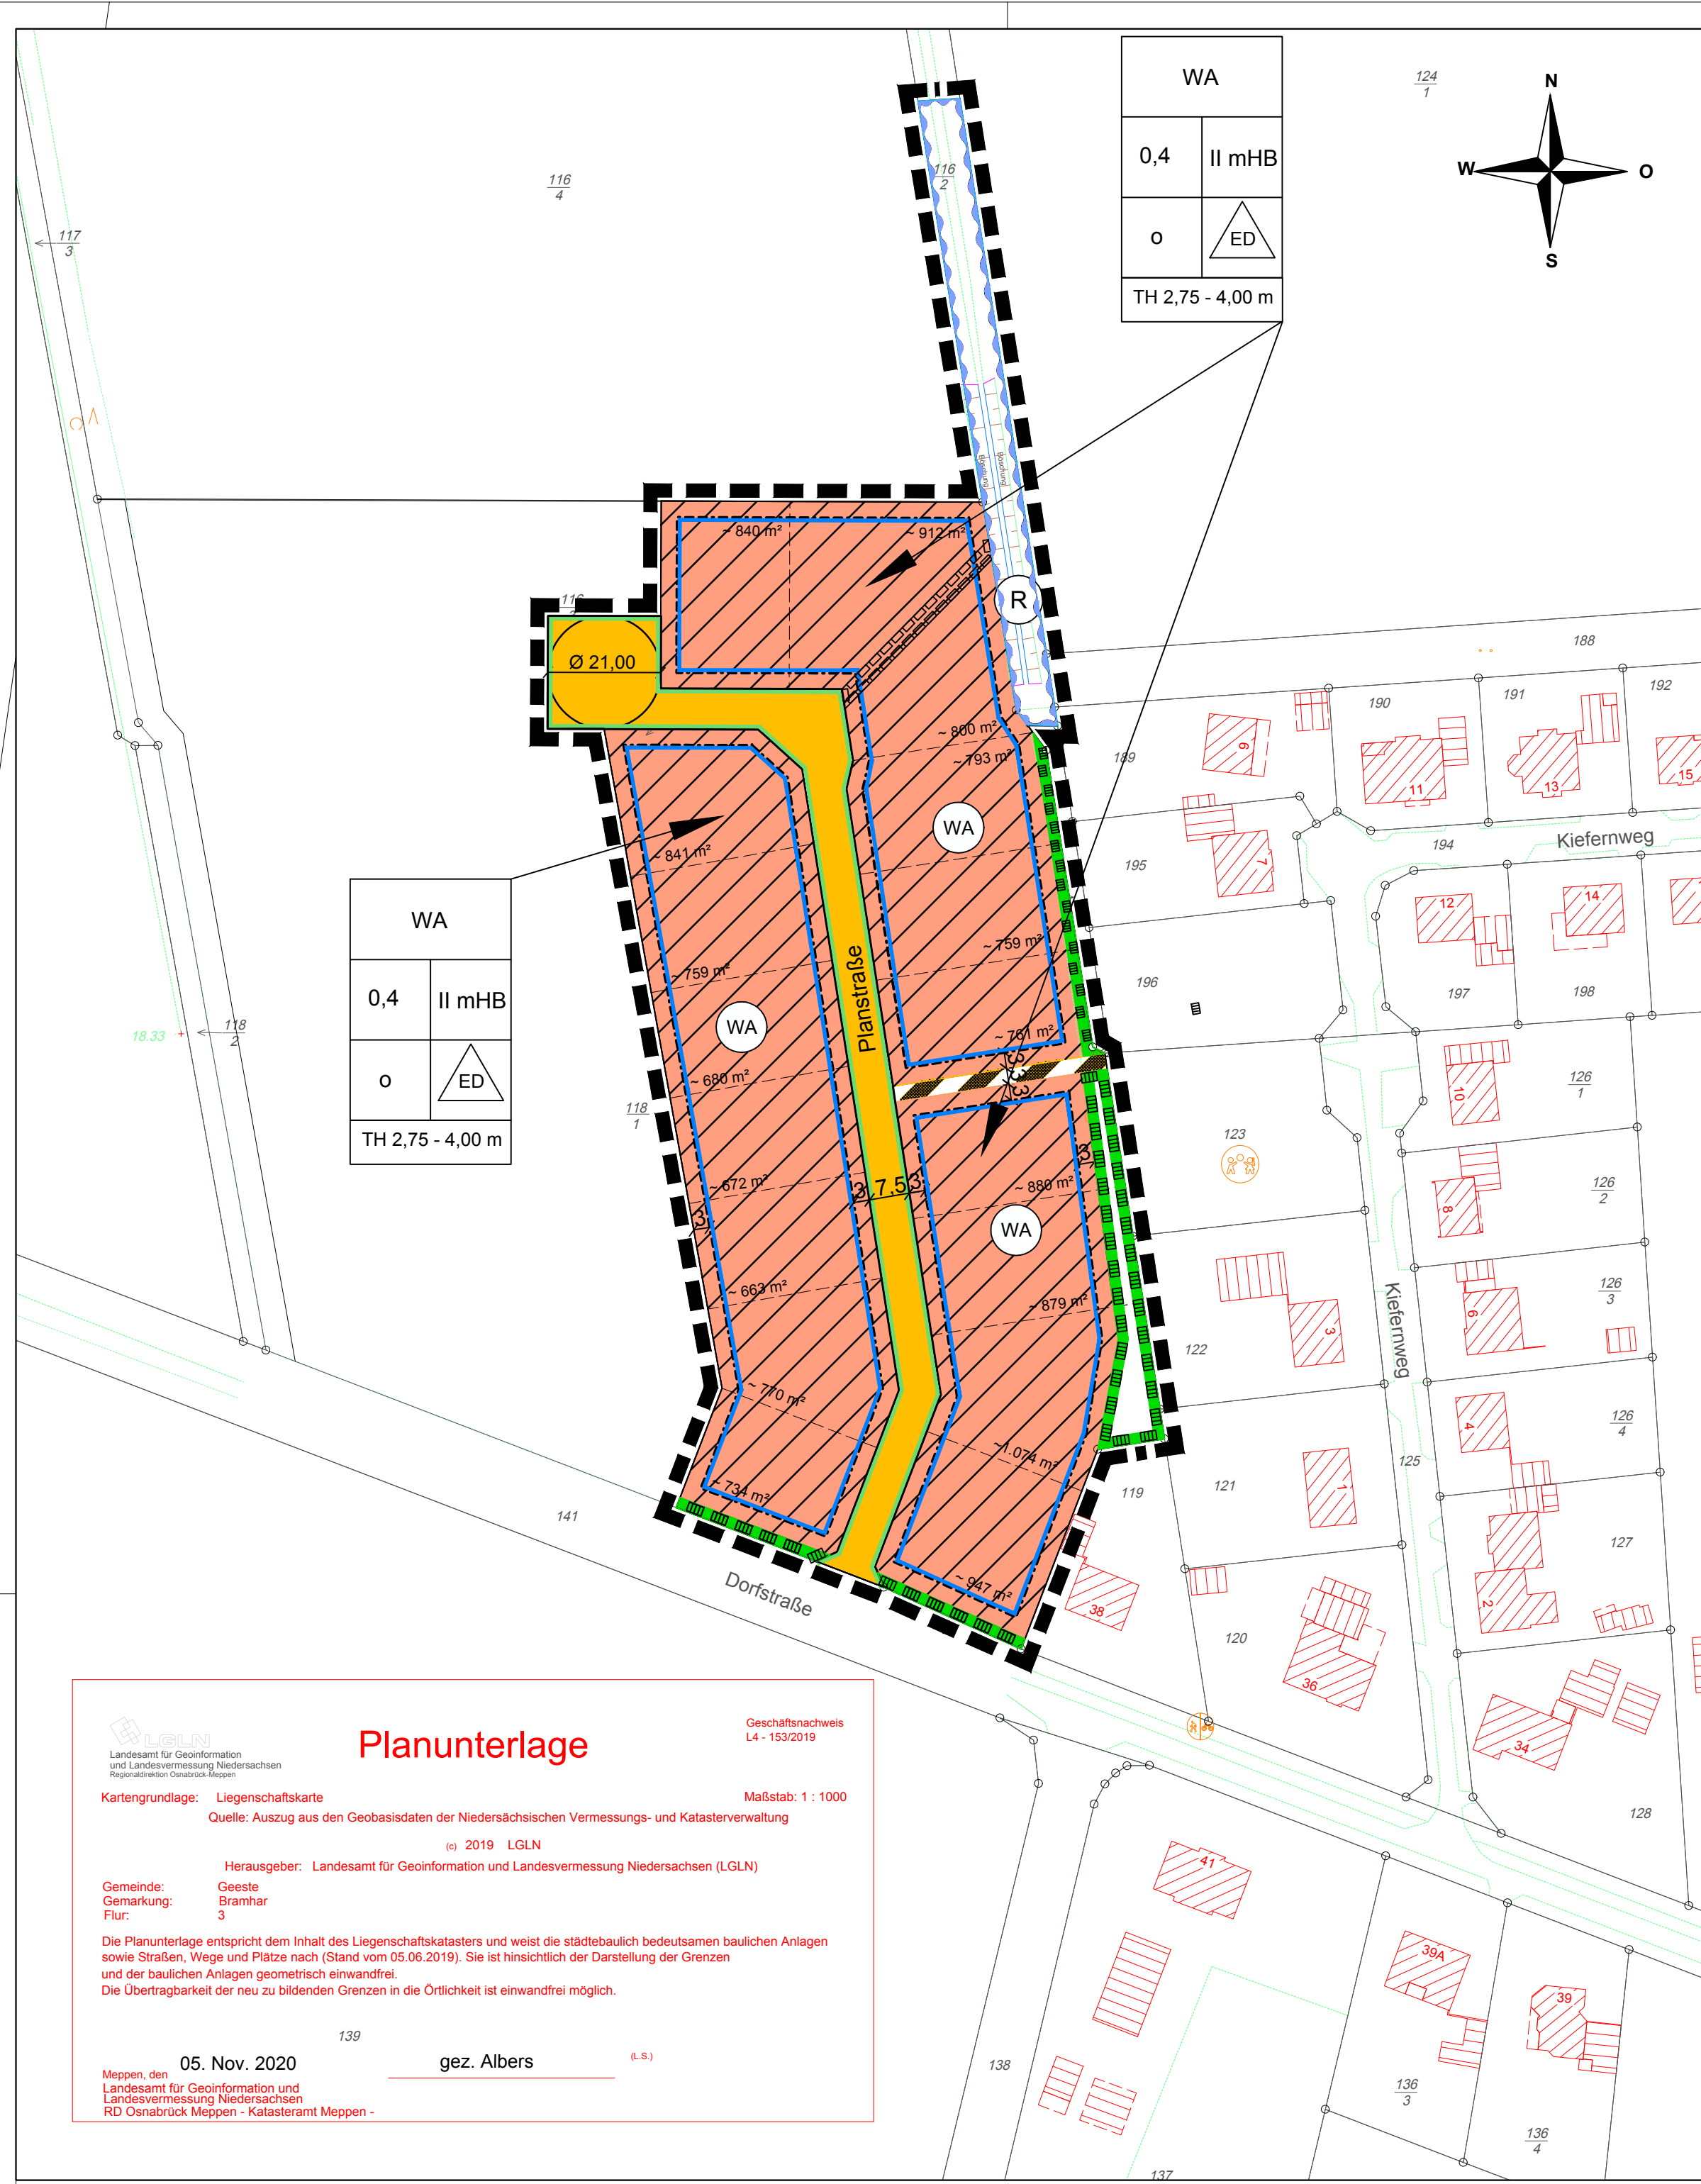 WA
0,4 II mHB
o ED
TH 2,75 - 4,00 m
124
1
N
W O
S
116
4
116
2
117
3
Böschung
Böschung
~ 840 m²
~ 912 m²
R
116
Ø 21,00
188
~ 800 m²
~ 793 m²
189
190
191
192
9
11
13
15
WA
Kiefernweg
194
~ 841 m²
195
7
12
14
WA
0,4 II mHB
o ED
TH 2,75 - 4,00 m
~ 759 m²
~ 759 m²
Planstraße
196
197
198
18.33
118
2
WA
~ 761 m²
3
3
3
~ 680 m²
118
1
10
126
1
123
3
~ 672 m²
3 7,5 3
~ 880 m²
3
WA
8
126
2
~ 663 m²
~ 879 m²
3
122
Kiefernweg
6
126
3
~ 770 m²
4
126
4
~1.074 m²
125
~ 734 m²
119
121
1
141
127
Dorfstraße
~ 947 m²
38
2
120
36
34
128
LGLN
Landesamt für Geoinformation
und Landesvermessung Niedersachsen
Regionaldirektion Osnabrück-Meppen
Planunterlage
Geschäftsnachweis
L4 - 153/2019
Kartengrundlage: Liegenschaftskarte
Maßstab: 1 : 1000
Quelle: Auszug aus den Geobasisdaten der Niedersächsischen Vermessungs- und Katasterverwaltung
(c) 2019 LGLN
Herausgeber: Landesamt für Geoinformation und Landesvermessung Niedersachsen (LGLN)
Gemeinde: Geeste
Gemarkung: Bramhar
Flur: 3
Die Planunterlage entspricht dem Inhalt des Liegenschaftskatasters und weist die städtebaulich bedeutsamen baulichen Anlagen
sowie Straßen, Wege und Plätze nach (Stand vom 05.06.2019). Sie ist hinsichtlich der Darstellung der Grenzen
und der baulichen Anlagen geometrisch einwandfrei.
Die Übertragbarkeit der neu zu bildenden Grenzen in die Örtlichkeit ist einwandfrei möglich.
139
05. Nov. 2020
gez. Albers
(L.S.)
Meppen, den
Landesamt für Geoinformation und
Landesvermessung Niedersachsen
RD Osnabrück Meppen - Katasteramt Meppen -
41
39A
39
138
136
3
136
4
137